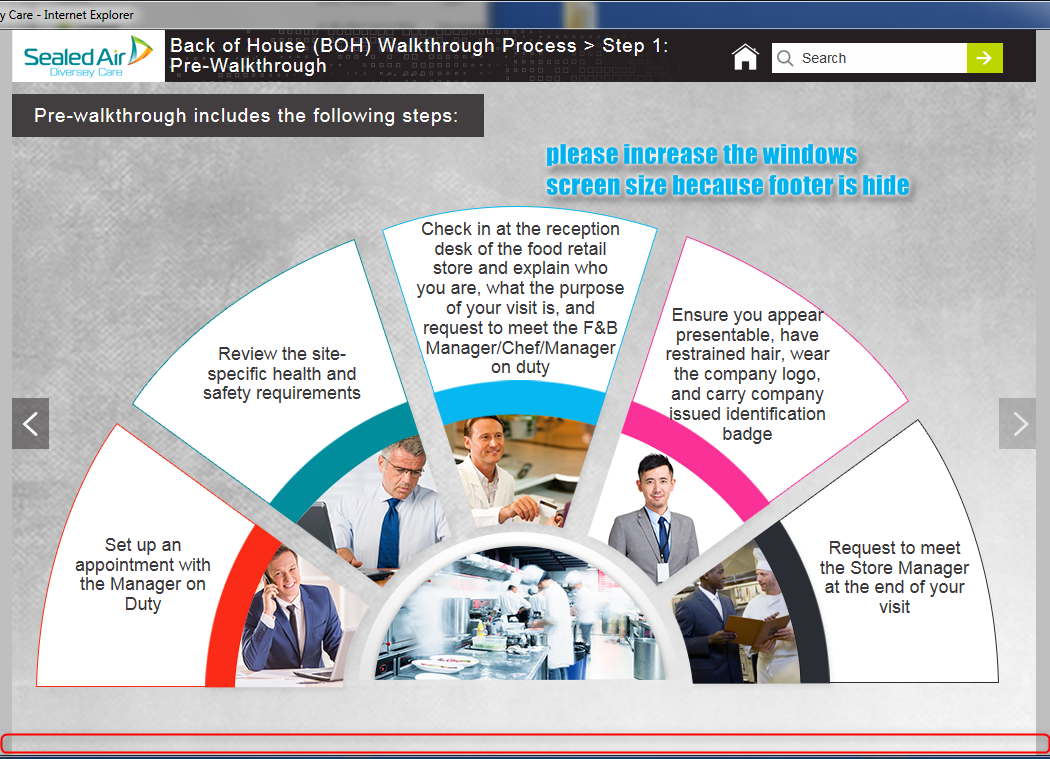 y Care - Internet Explorer
Sealed Air
Diversey Care
Back of House (BOH) Walkthrough Process > Step 1:
Pre-Walkthrough
Search
Pre-walkthrough includes the following steps:
please increase the windows
screen size because footer is hide
Set up an
appointment with
the Manager on
Duty
Review the site-
specific health and
safety requirements
Check in at the reception
desk of the food retail
store and explain who
you are, what the purpose
of your visit is, and
request to meet the F&B
Manager/Chef/Manager
on duty
Ensure you appear
presentable, have
restrained hair, wear
the company logo,
and carry company
issued identification
badge
Request to meet
the Store Manager
at the end of your
visit